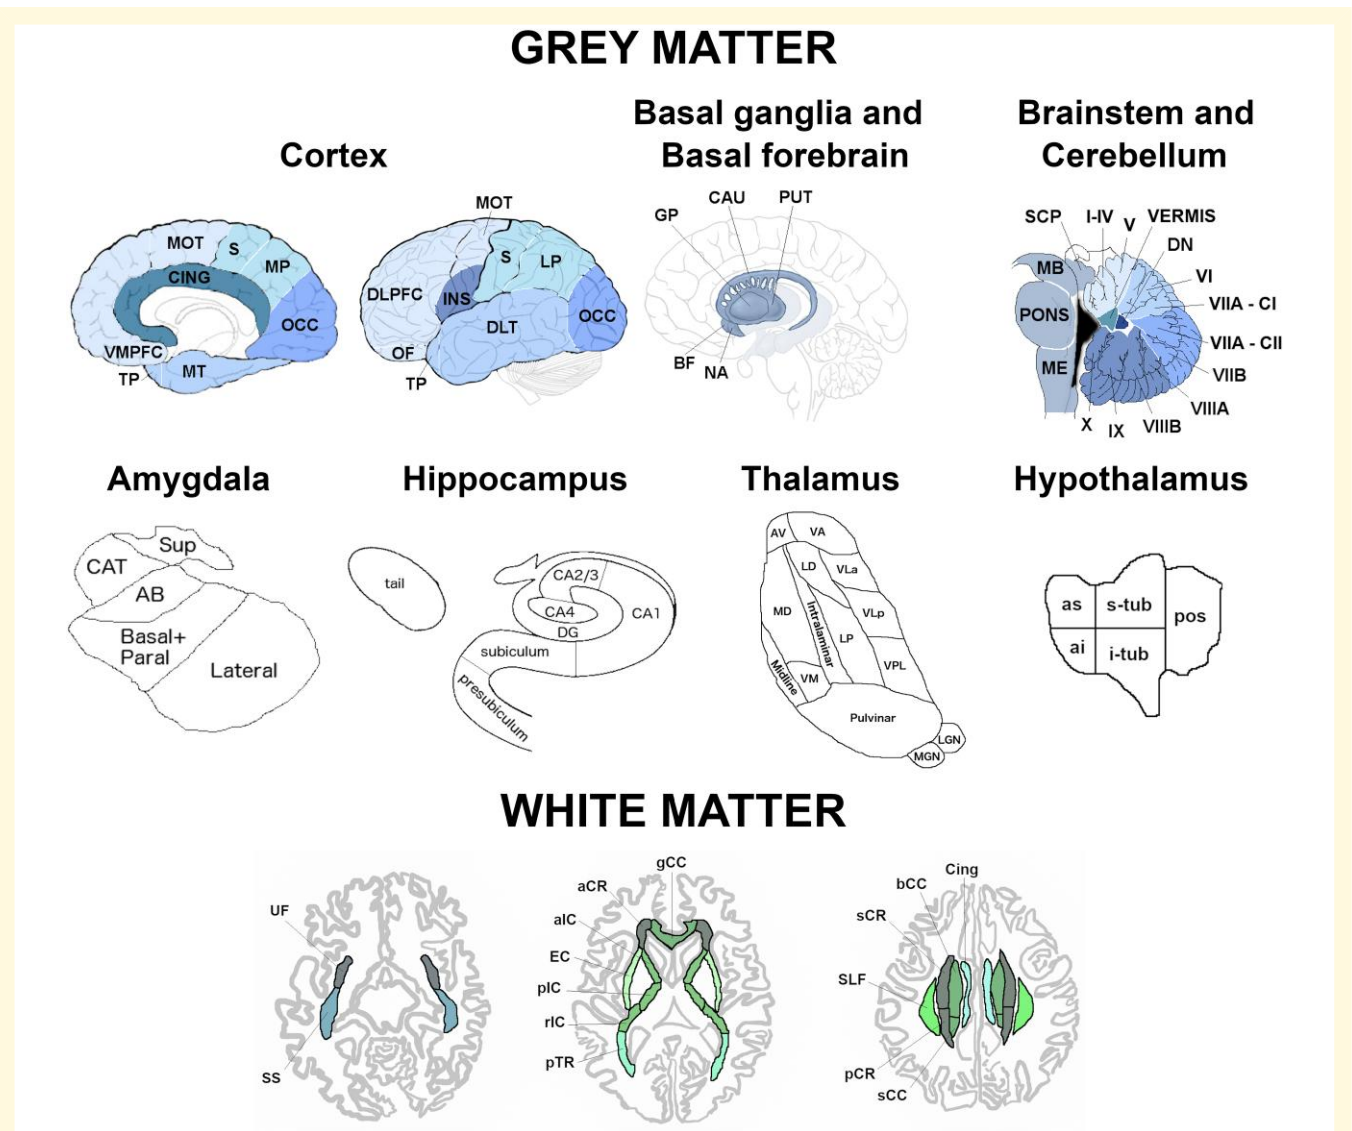 GREY MATTER
Cortex
Basal ganglia and
Basal forebrain
Brainstem and
Cerebellum
MOT
S
MP
CING
OCC
VMPFC
TP
MT
MOT
S
LP
DLPFC
INS
DLT
OCC
OF
TP
GP
CAU
PUT
BF
NA
SCP
I-IV
V
VERMIS
DN
MB
VI
VIIA - CI
PONS
VIIA - CII
ME
VIIB
VIIIA
X
IX
VIIIB
Amygdala
Hippocampus
Thalamus
Hypothalamus
Sup
CAT
AB
Basal+
Paral
Lateral
tail
CA2/3
CA4
CA1
DG
subiculum
presubiculum
AV
VA
LD
VLa
MD
Intralaminar
VLp
LP
VPL
Midline
VM
Pulvinar
LGN
MGN
as
s-tub
pos
ai
i-tub
WHITE MATTER
UF
SS
gCC
aCR
aIC
EC
pIC
rIC
pTR
Cing
bCC
sCR
SLF
pCR
sCC